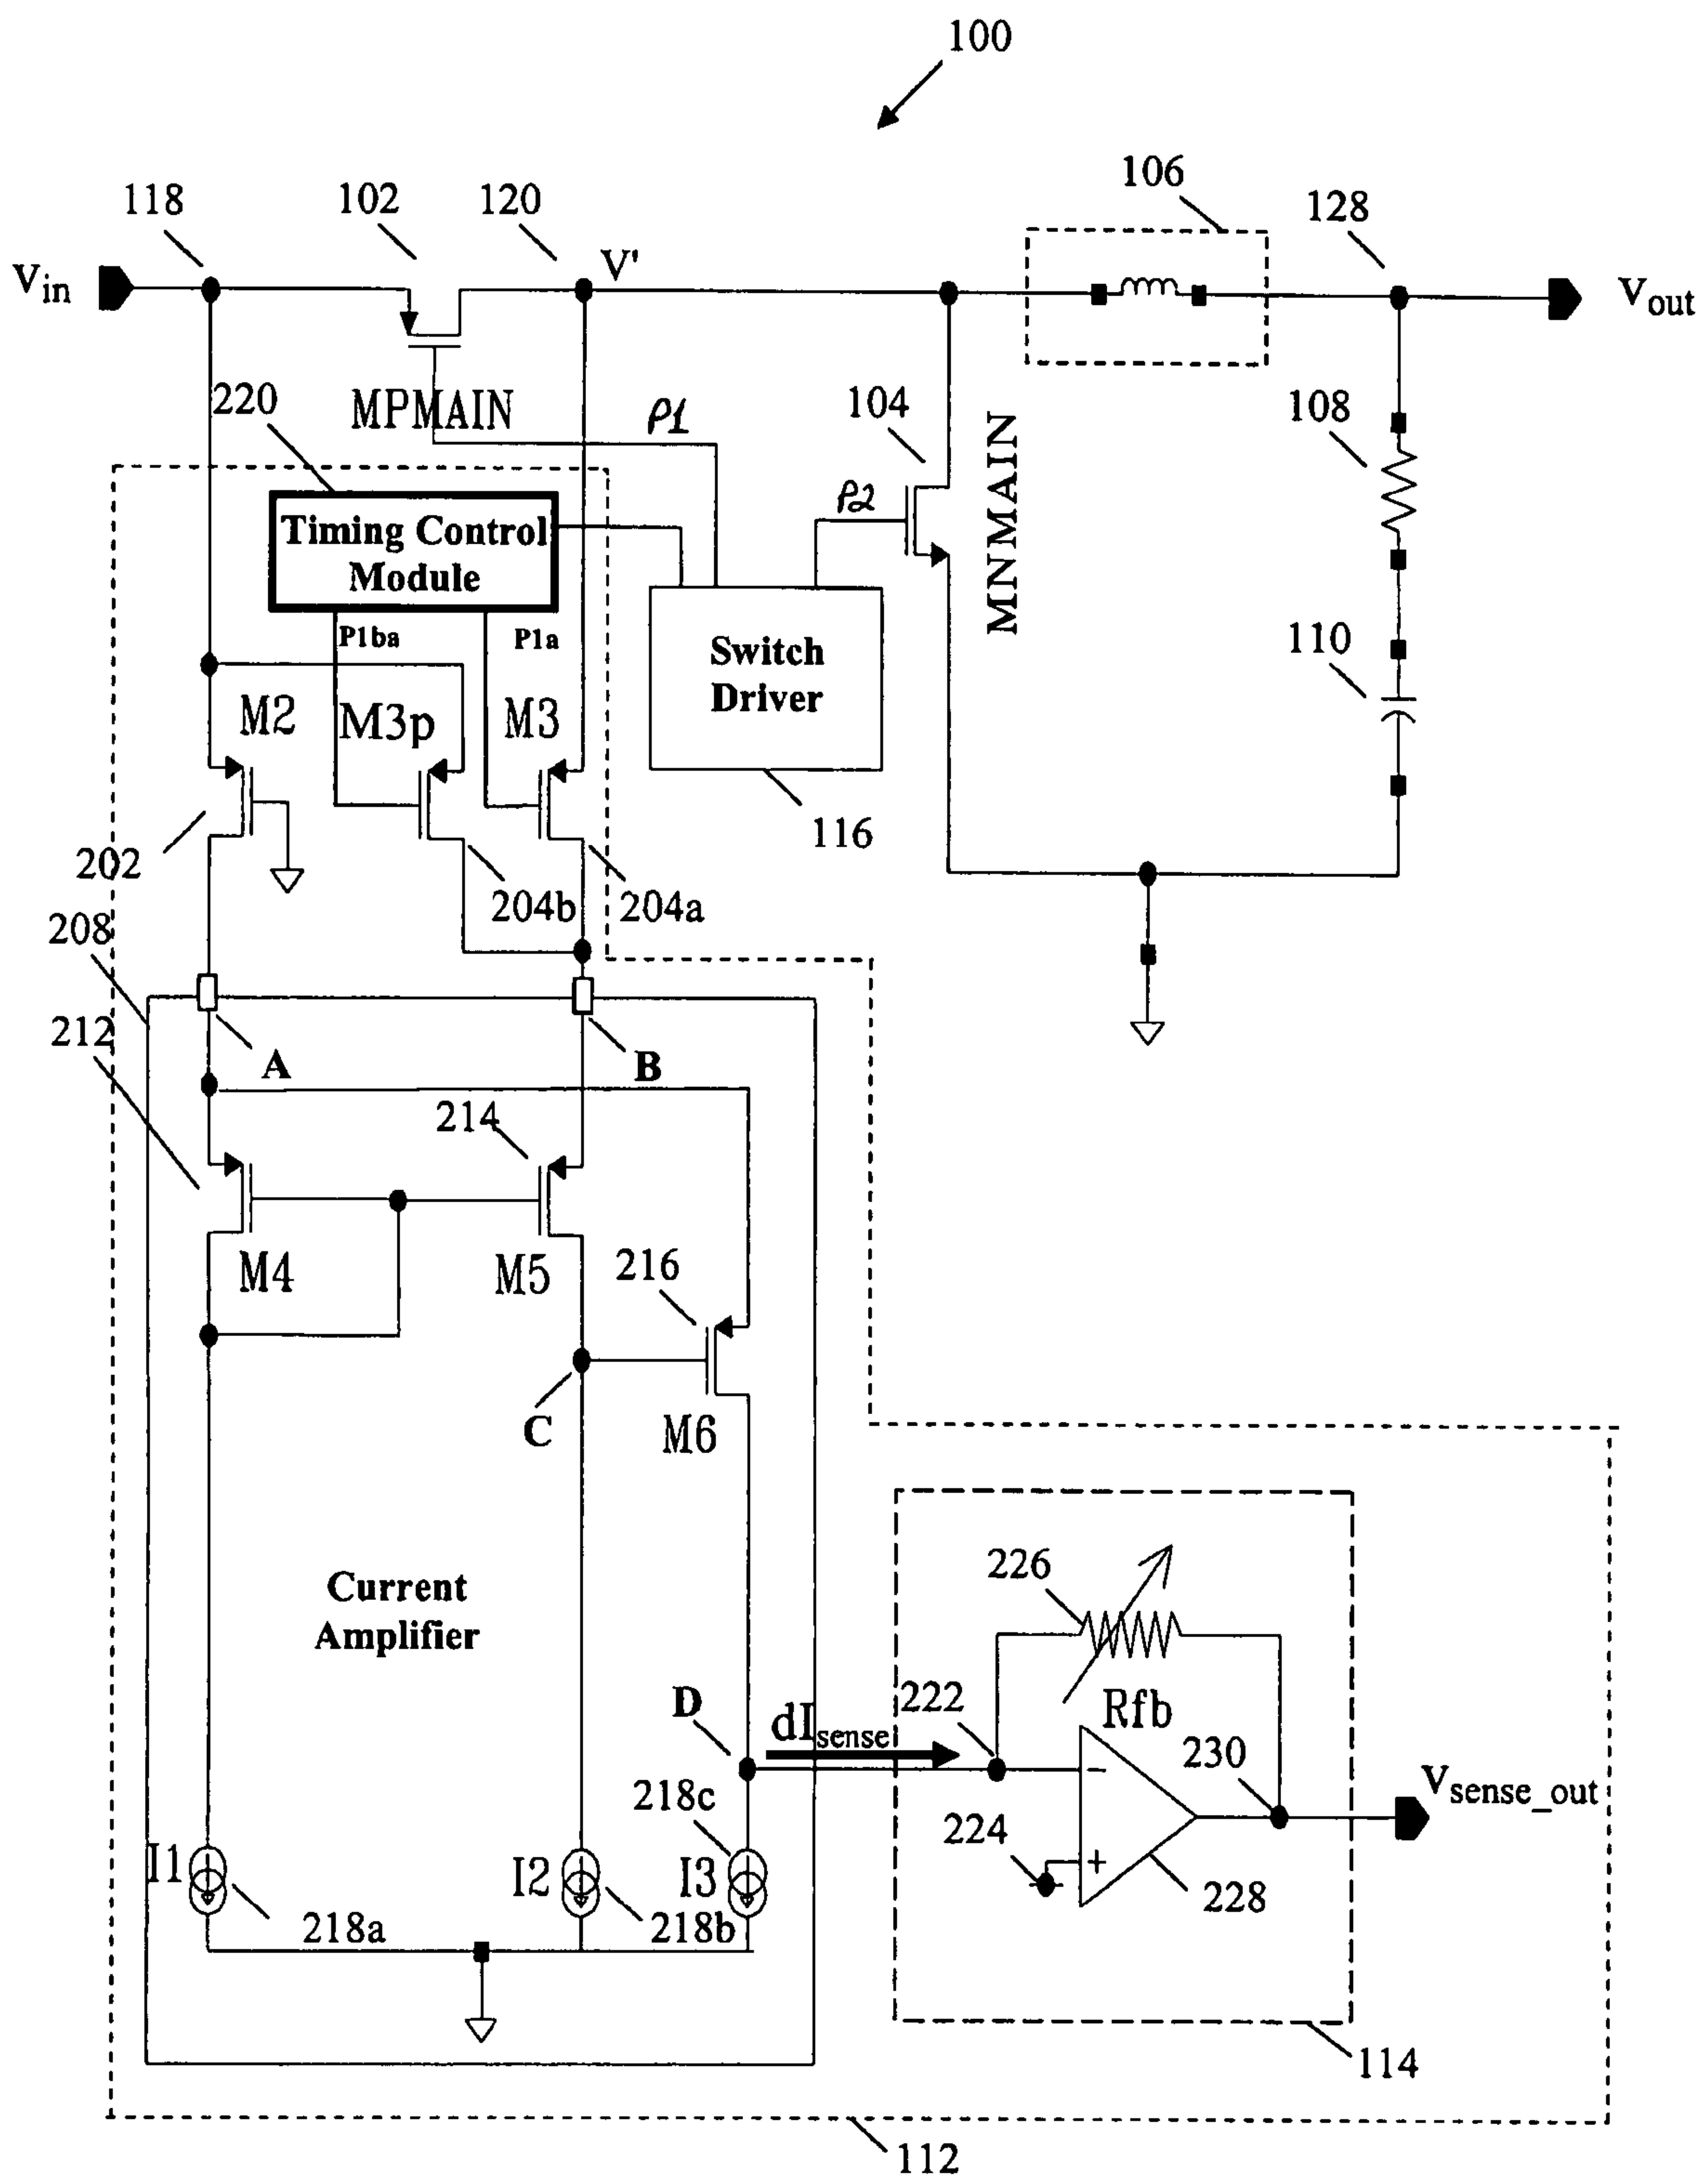 100
118
102
120
106
128
Vin
V'
Vout
220
MPMAIN
P1
104
P2
MNMAIN
108
Timing Control
Module
P1ba
P1a
Switch
Driver
110
M2
M3p
M3
116
202
204b
204a
208
212
A
B
214
M4
M5
216
C
M6
Current
Amplifier
226
D
dIsense
222
Rfb
230
Vsense_out
218c
224
−
+
228
I1
218a
I2
218b
I3
114
112